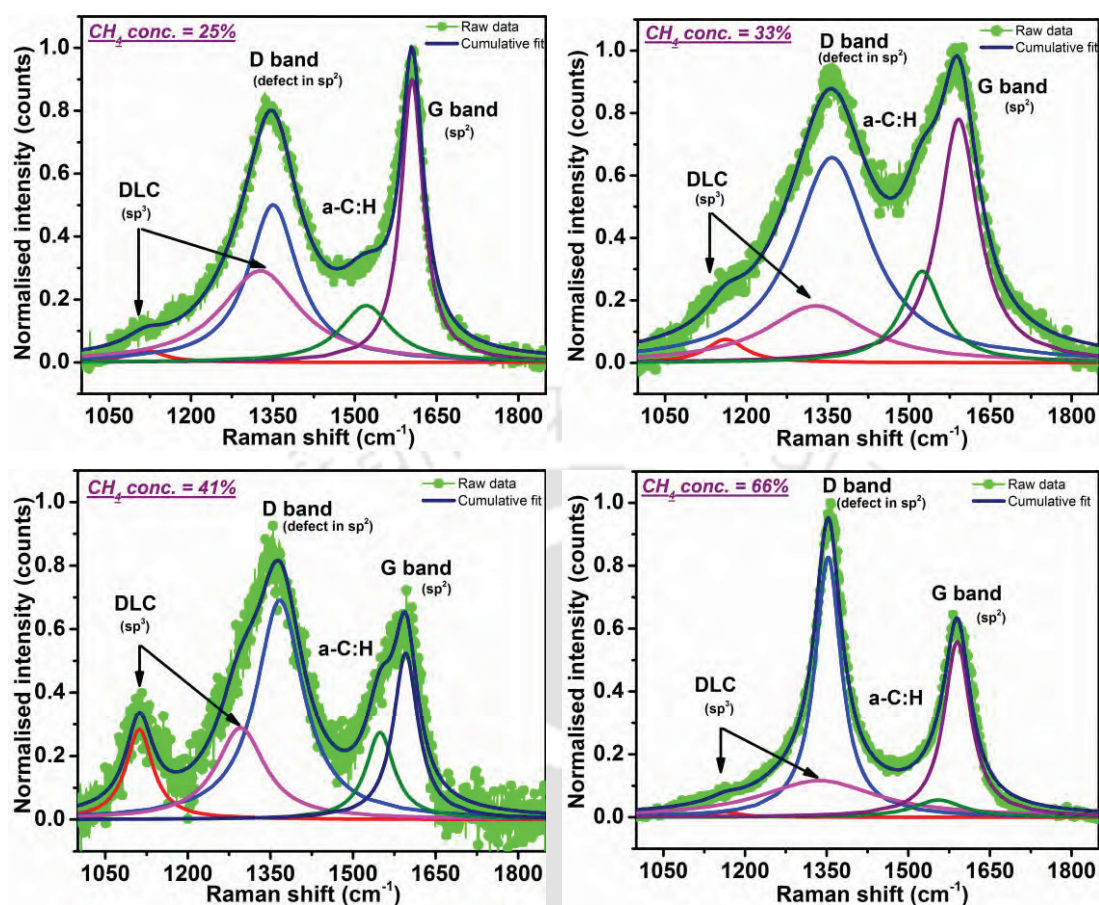 CH₄ conc. = 25%
Raw data
Cumulative fit
D band
(defect in sp²)
G band
(sp²)
DLC
(sp³)
a-C:H
Normalised intensity (counts)
1.0
0.8
0.6
0.4
0.2
0.0
1050 1200 1350 1500 1650 1800
Raman shift (cm⁻¹)
CH₄ conc. = 33%
Raw data
Cumulative fit
D band
(defect in sp²)
a-C:H
G band
(sp²)
DLC
(sp³)
Normalised intensity (counts)
1.0
0.8
0.6
0.4
0.2
0.0
1050 1200 1350 1500 1650 1800
Raman shift (cm⁻¹)
CH₄ conc. = 41%
Raw data
Cumulative fit
D band
(defect in sp²)
G band
(sp²)
DLC
(sp³)
a-C:H
Normalised intensity (counts)
1.0
0.8
0.6
0.4
0.2
0.0
1050 1200 1350 1500 1650 1800
Raman shift (cm⁻¹)
CH₄ conc. = 66%
Raw data
Cumulative fit
D band
(defect in sp²)
G band
(sp²)
DLC
(sp³)
a-C:H
Normalised intensity (counts)
1.0
0.8
0.6
0.4
0.2
0.0
1050 1200 1350 1500 1650 1800
Raman shift (cm⁻¹)